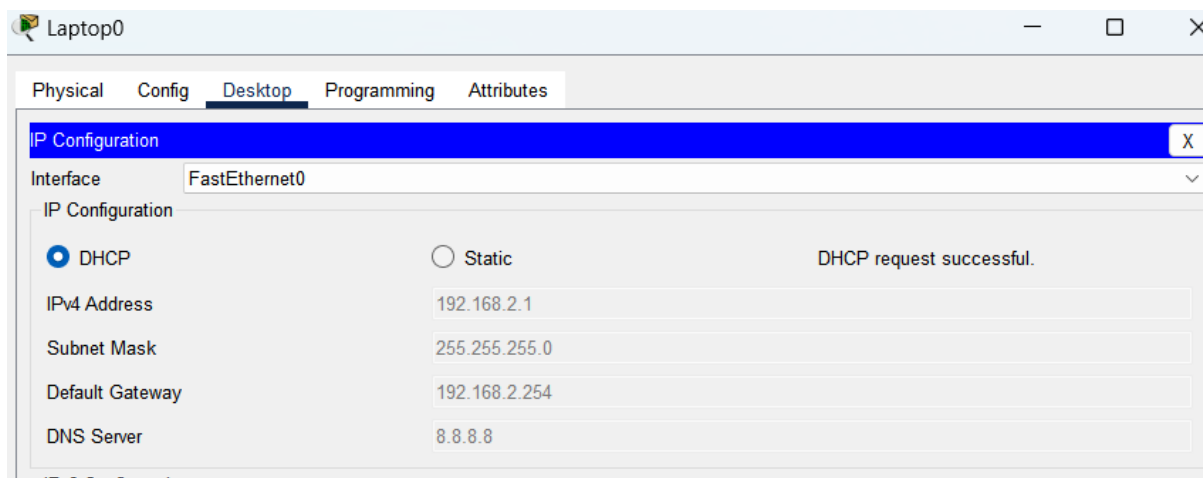 Laptop0
Physical Config Desktop Programming Attributes
IP Configuration X
Interface FastEthernet0
IP Configuration
DHCP Static DHCP request successful.
IPv4 Address 192.168.2.1
Subnet Mask 255.255.255.0
Default Gateway 192.168.2.254
DNS Server 8.8.8.8